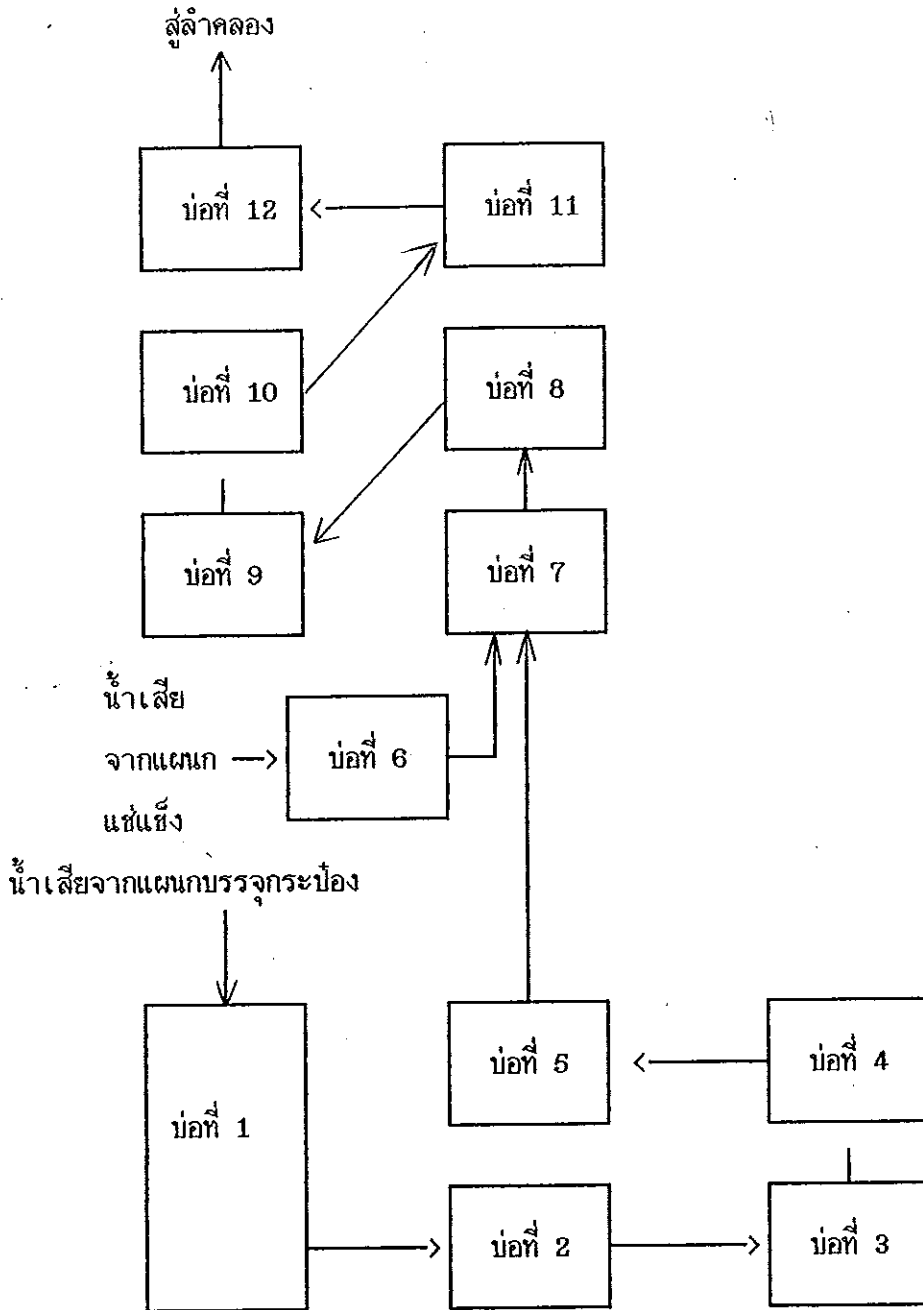 สู่ลำคลอง
บ่อที่ 12
บ่อที่ 11
บ่อที่ 10
บ่อที่ 8
บ่อที่ 9
บ่อที่ 7
น้ำเสีย
จากแผนก
แช่แข็ง
บ่อที่ 6
น้ำเสียจากแผนกบรรจุกระป๋อง
บ่อที่ 5
บ่อที่ 4
บ่อที่ 1
บ่อที่ 2
บ่อที่ 3